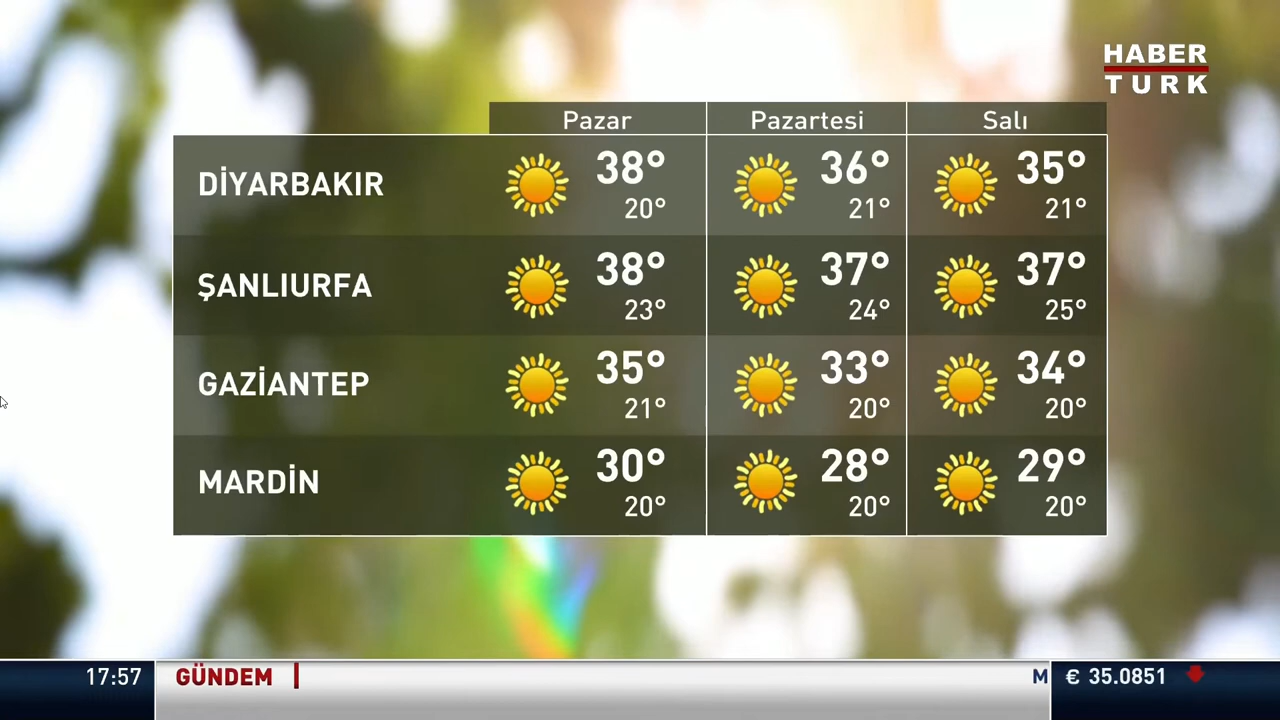 HABER
TURK
Pazar Pazartesi Salı
DİYARBAKIR 38° 36° 35°
20° 21° 21°
ŞANLIURFA 38° 37° 37°
23° 24° 25°
GAZİANTEP 35° 33° 34°
21° 20° 20°
MARDİN 30° 28° 29°
20° 20° 20°
17:57 GÜNDEM M € 35.0851